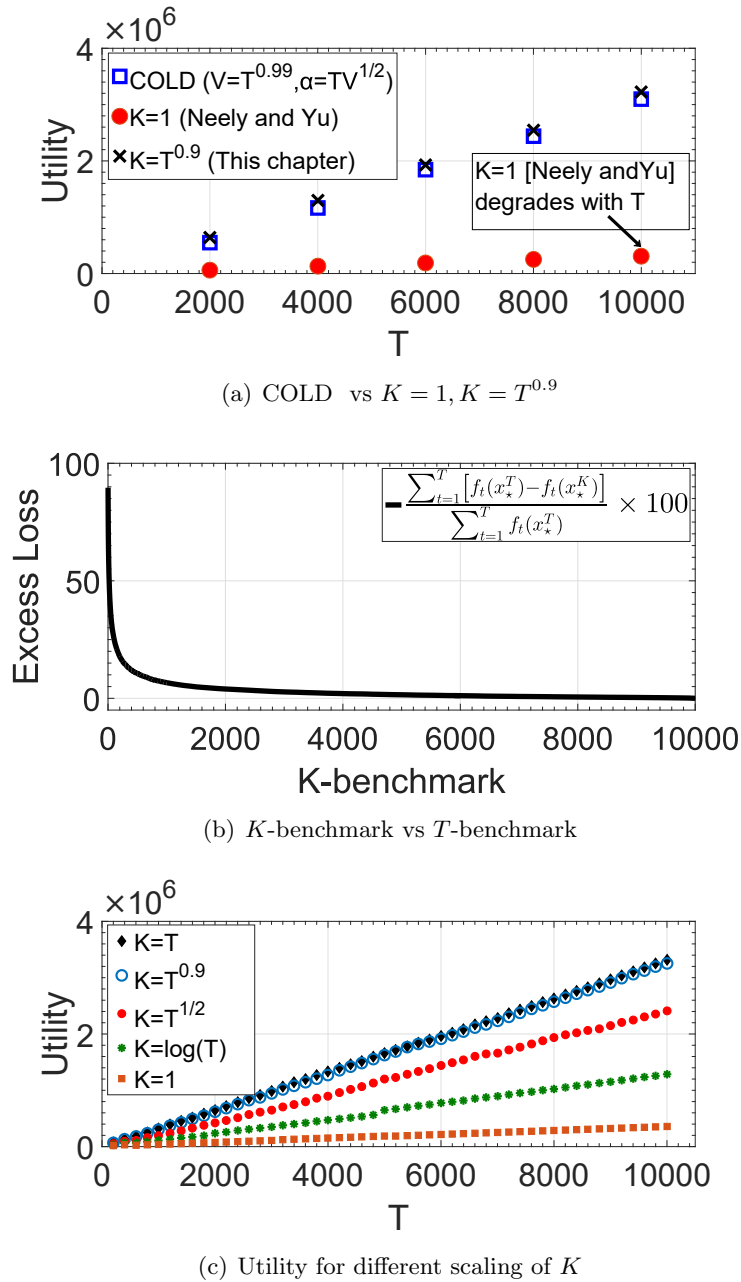 ×10^6
4
2
0
Utility
COLD (V=T^0.99,α=TV^1/2)
K=1 (Neely and Yu)
K=T^0.9 (This chapter)
K=1 [Neely andYu]
degrades with T
0 2000 4000 6000 8000 10000
T
(a) COLD vs K = 1, K = T^0.9
100
50
0
Excess Loss
∑_{t=1}^{T} [f_t(x_⋆^T)−f_t(x_⋆^K)] / ∑_{t=1}^{T} f_t(x_⋆^T) × 100
0 2000 4000 6000 8000 10000
K-benchmark
(b) K-benchmark vs T-benchmark
×10^6
4
2
0
Utility
K=T
K=T^0.9
K=T^1/2
K=log(T)
K=1
0 2000 4000 6000 8000 10000
T
(c) Utility for different scaling of K